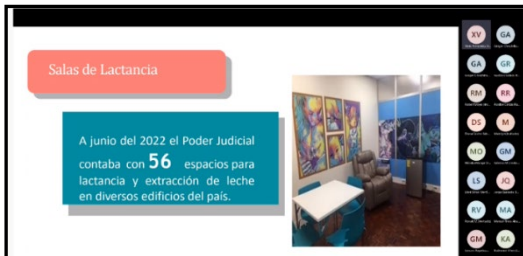 Salas de Lactancia
A junio del 2022 el Poder Judicial
contaba con 56 espacios para
lactancia y extracción de leche
en diversos edificios del país.
XV GA
GA GR
RM RR
DS M
MO GM
LS JQ
RV MA
GM KA